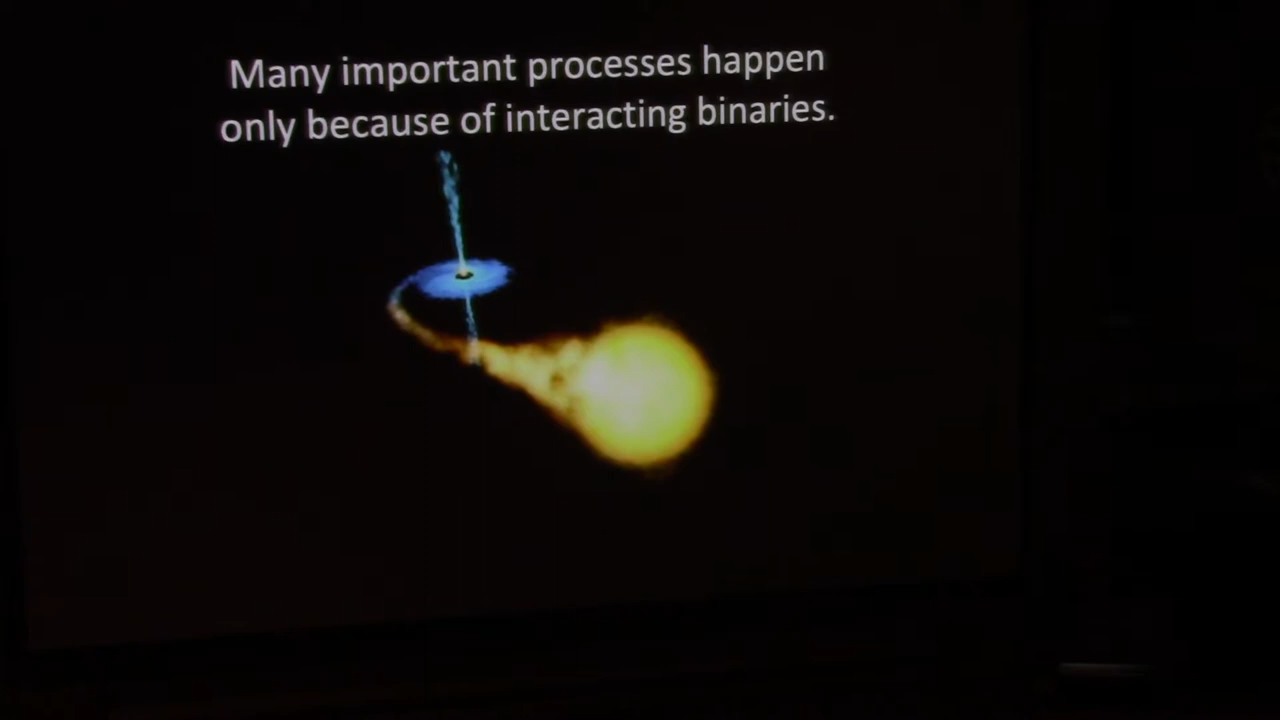 Many important processes happen
only because of interacting binaries.